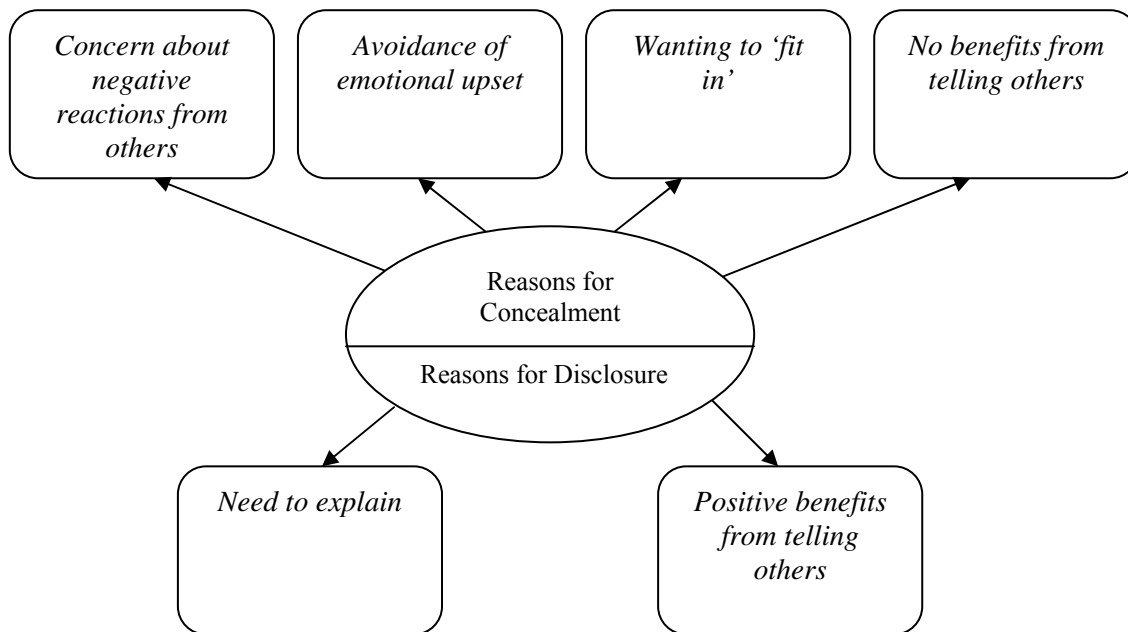 Concern about
negative
reactions from
others
Avoidance of
emotional upset
Wanting to ‘fit
in’
No benefits from
telling others
Reasons for
Concealment
Reasons for Disclosure
Need to explain
Positive benefits
from telling
others